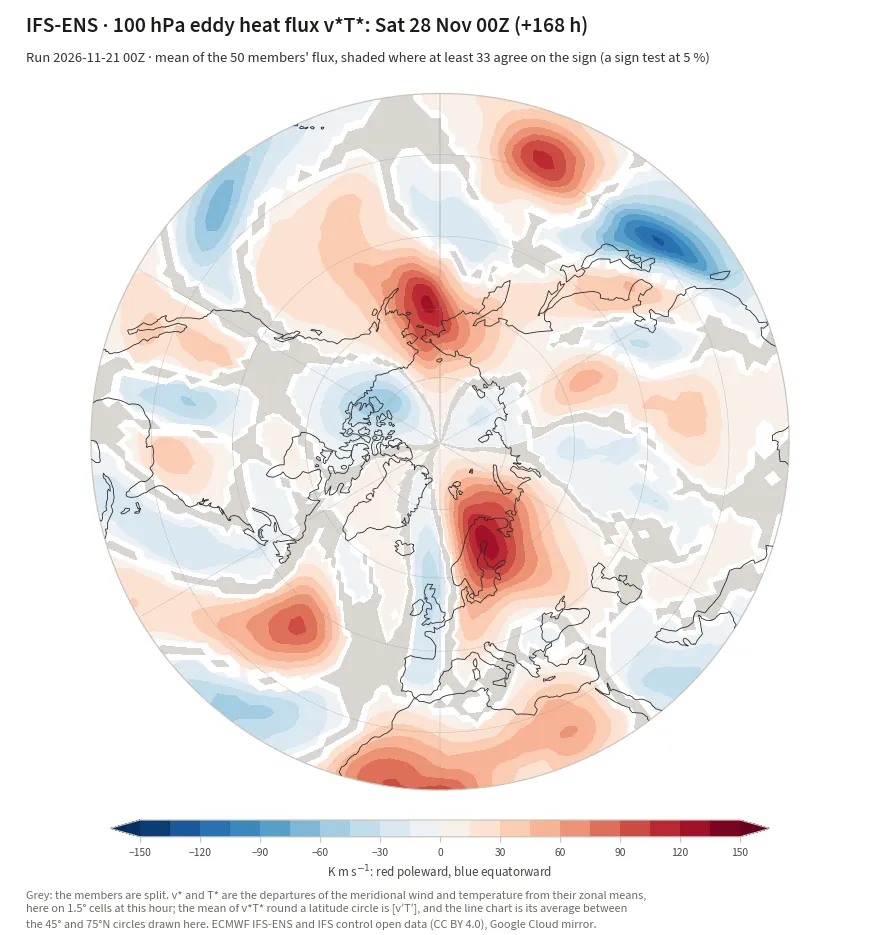 IFS-ENS · 100 hPa eddy heat flux v*T*: Sat 28 Nov 00Z (+168 h)
Run 2026-11-21 00Z · mean of the 50 members' flux, shaded where at least 33 agree on the sign (a sign test at 5 %)
−150 −120 −90 −60 −30 0 30 60 90 120 150
K m s⁻¹: red poleward, blue equatorward
Grey: the members are split. v* and T* are the departures of the meridional wind and temperature from their zonal means,
here on 1.5° cells at this hour; the mean of v*T* round a latitude circle is [v′T′], and the line chart is its average between
the 45° and 75°N circles drawn here. ECMWF IFS-ENS and IFS control open data (CC BY 4.0), Google Cloud mirror.